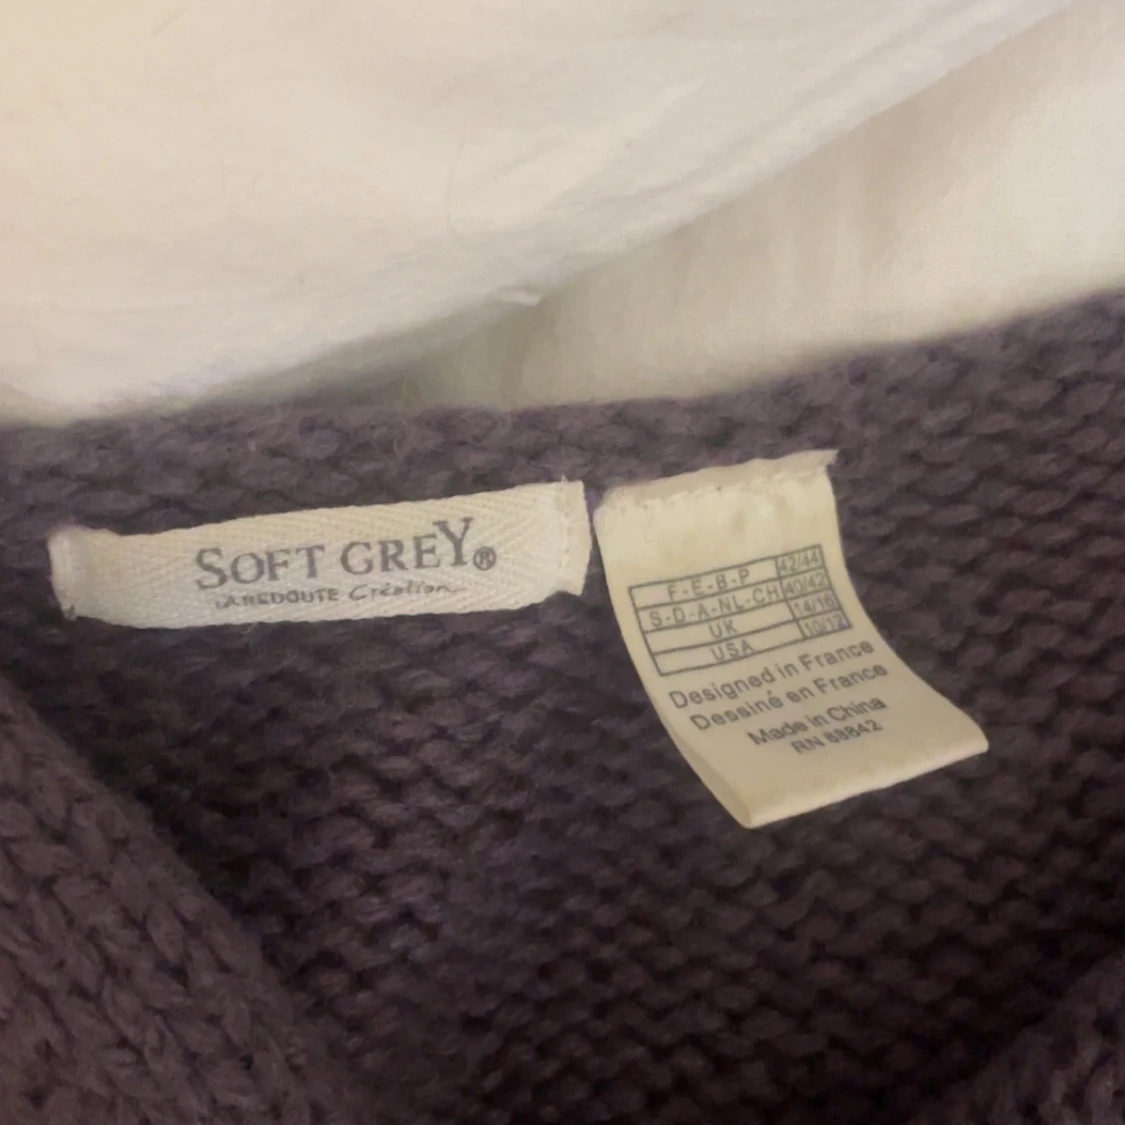 SOFT GREY®
LAREDOUTE Création
F-E-B-P 42/44
S-D-A-NL-CH 40/42
UK 14/16
USA 10/12
Designed in France
Dessiné en France
Made in China
RN 88842